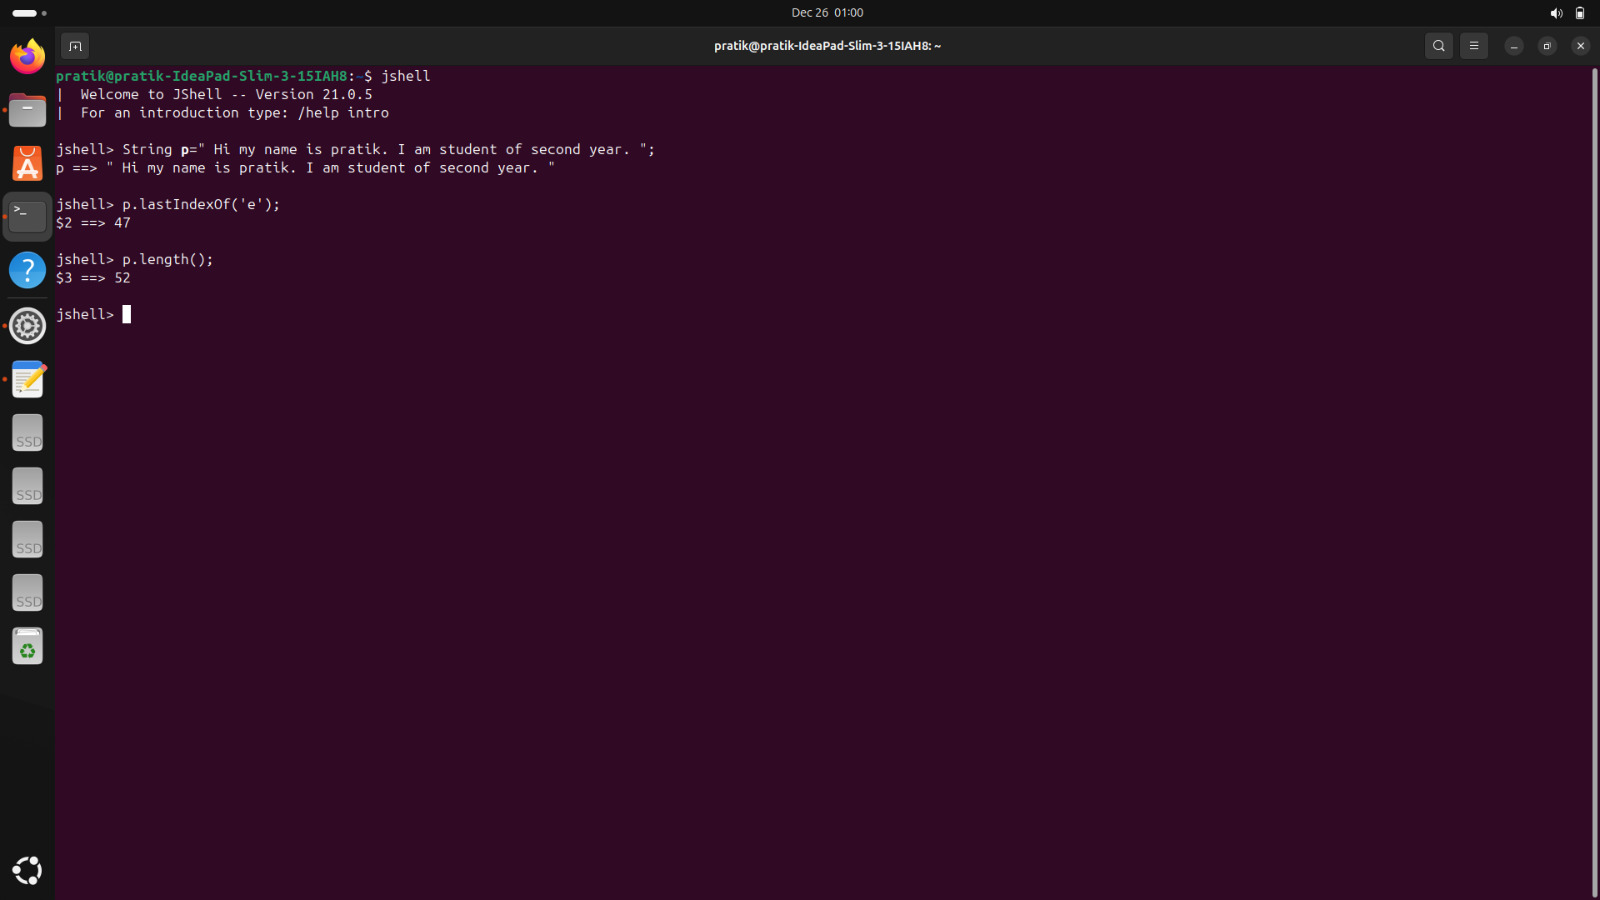 Dec 26 01:00
pratik@pratik-IdeaPad-Slim-3-15IAH8: ~
pratik@pratik-IdeaPad-Slim-3-15IAH8:~$ jshell
|  Welcome to JShell -- Version 21.0.5
|  For an introduction type: /help intro
jshell> String p=" Hi my name is pratik. I am student of second year. ";
p ==> " Hi my name is pratik. I am student of second year. "
jshell> p.lastIndexOf('e');
$2 ==> 47
jshell> p.length();
$3 ==> 52
jshell>
>_
?
SSD
SSD
SSD
SSD